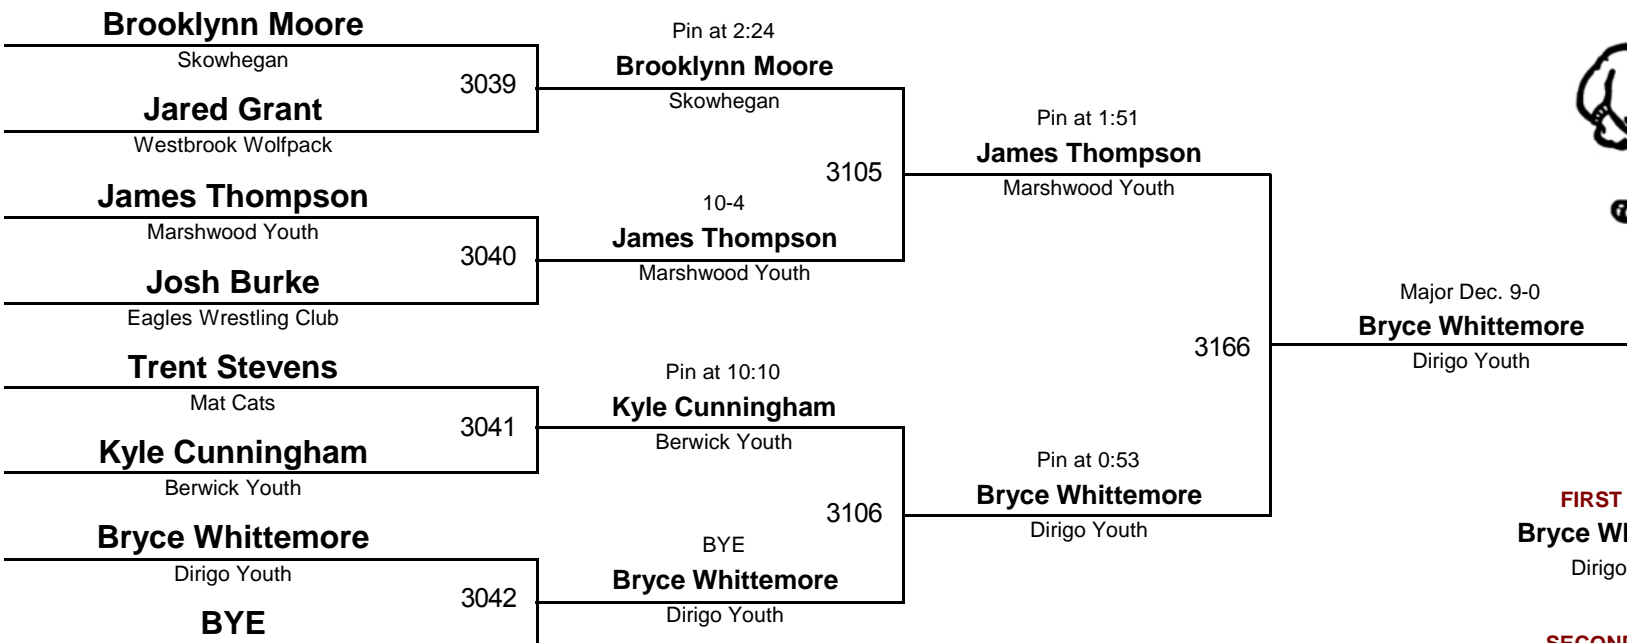 Brooklynn Moore
Skowhegan
3039
Jared Grant
Westbrook Wolfpack
James Thompson
Marshwood Youth
3040
Josh Burke
Eagles Wrestling Club
Trent Stevens
Mat Cats
3041
Kyle Cunningham
Berwick Youth
Bryce Whittemore
Dirigo Youth
3042
BYE
Pin at 2:24
Brooklynn Moore
Skowhegan
3105
10-4
James Thompson
Marshwood Youth
Pin at 10:10
Kyle Cunningham
Berwick Youth
3106
BYE
Bryce Whittemore
Dirigo Youth
Pin at 1:51
James Thompson
Marshwood Youth
3166
Pin at 0:53
Bryce Whittemore
Dirigo Youth
Major Dec. 9-0
Bryce Whittemore
Dirigo Youth
FIRST
Bryce
Dirigo